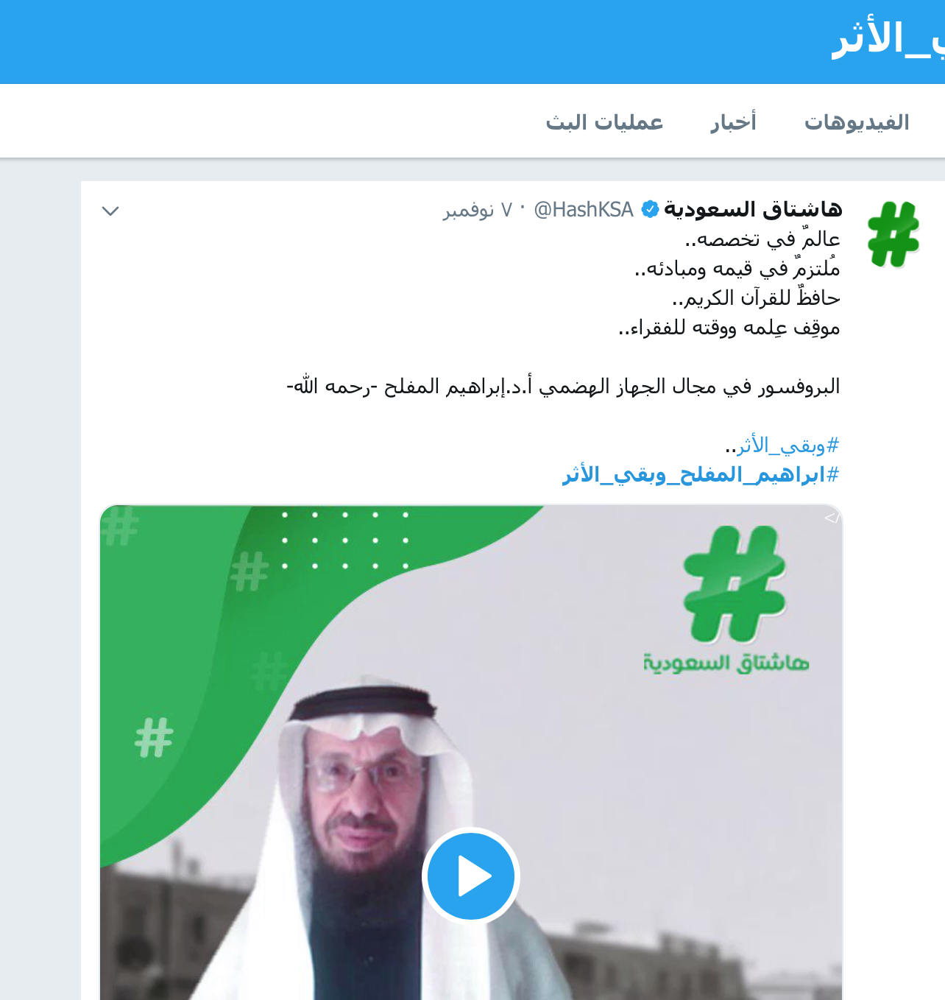 ي_الأثر
الفيديوهات أخبار عمليات البث
هاشتاق السعودية @HashKSA · ٧ نوفمبر
عالمٌ في تخصصه..
مُلتزمٌ في قيمه ومبادئه..
حافظٌ للقرآن الكريم..
موقِف عِلمه ووقته للفقراء..
البروفسور في مجال الجهاز الهضمي أ.د.إبراهيم المفلح -رحمه الله-
#وبقي_الأثر..
#ابراهيم_المفلح_وبقي_الأثر
</
#
هاشتاق السعودية